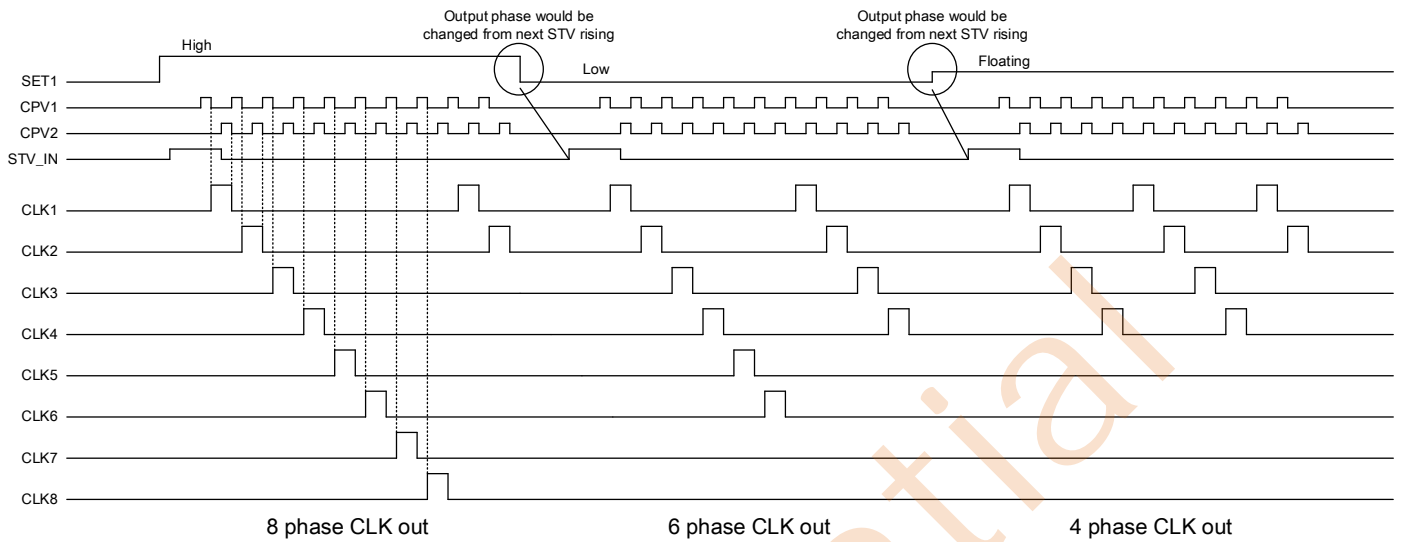 Output phase would be
changed from next STV rising
Output phase would be
changed from next STV rising
High
Low
Floating
SET1
CPV1
CPV2
STV_IN
CLK1
CLK2
CLK3
CLK4
CLK5
CLK6
CLK7
CLK8
8 phase CLK out
6 phase CLK out
4 phase CLK out
ential